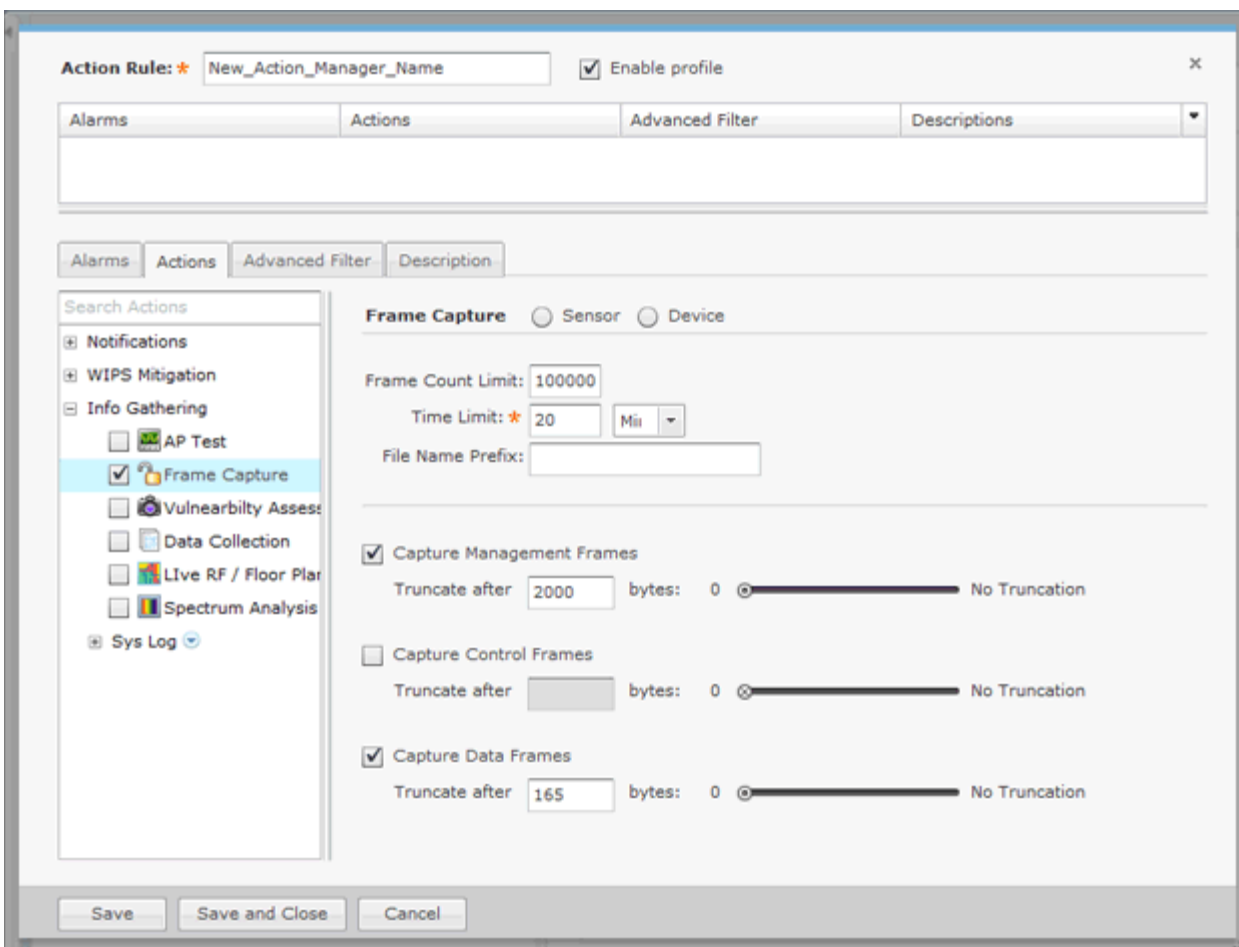 Action Rule: * New_Action_Manager_Name Enable profile ×
Alarms Actions Advanced Filter Descriptions
Alarms Actions Advanced Filter Description
Search Actions
Notifications
WIPS Mitigation
Info Gathering
AP Test
Frame Capture
Vulnearbilty Assess
Data Collection
LIve RF / Floor Plan
Spectrum Analysis
Sys Log
Frame Capture Sensor Device
Frame Count Limit: 100000
Time Limit: * 20 Min
File Name Prefix:
Capture Management Frames
Truncate after 2000 bytes: 0 No Truncation
Capture Control Frames
Truncate after bytes: 0 No Truncation
Capture Data Frames
Truncate after 165 bytes: 0 No Truncation
Save Save and Close Cancel